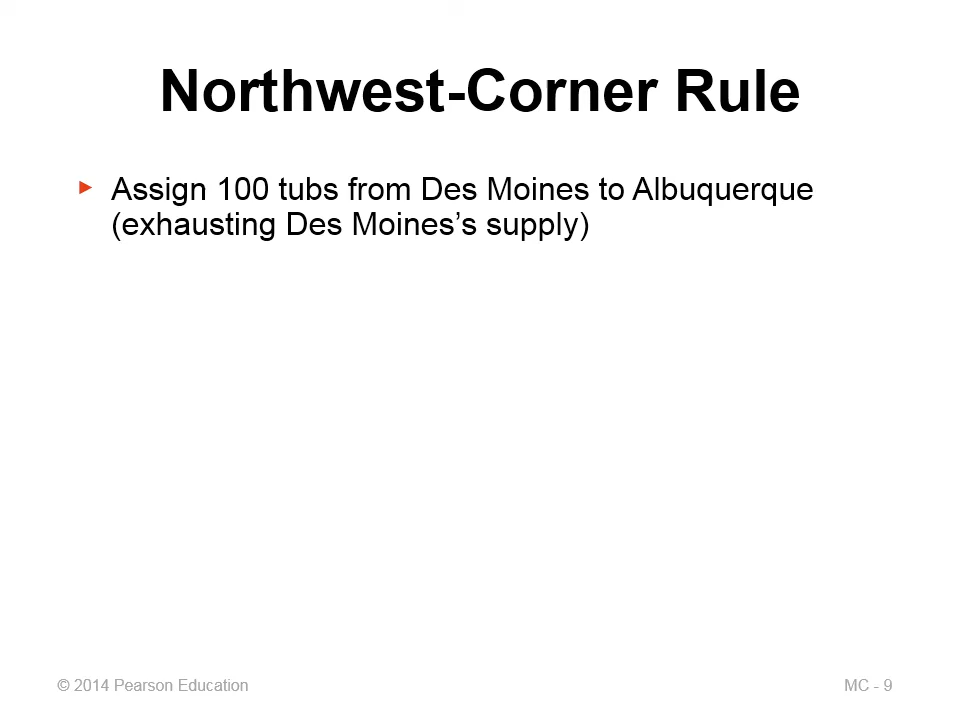 Northwest-Corner Rule
Assign 100 tubs from Des Moines to Albuquerque
(exhausting Des Moines’s supply)
© 2014 Pearson Education
MC - 9